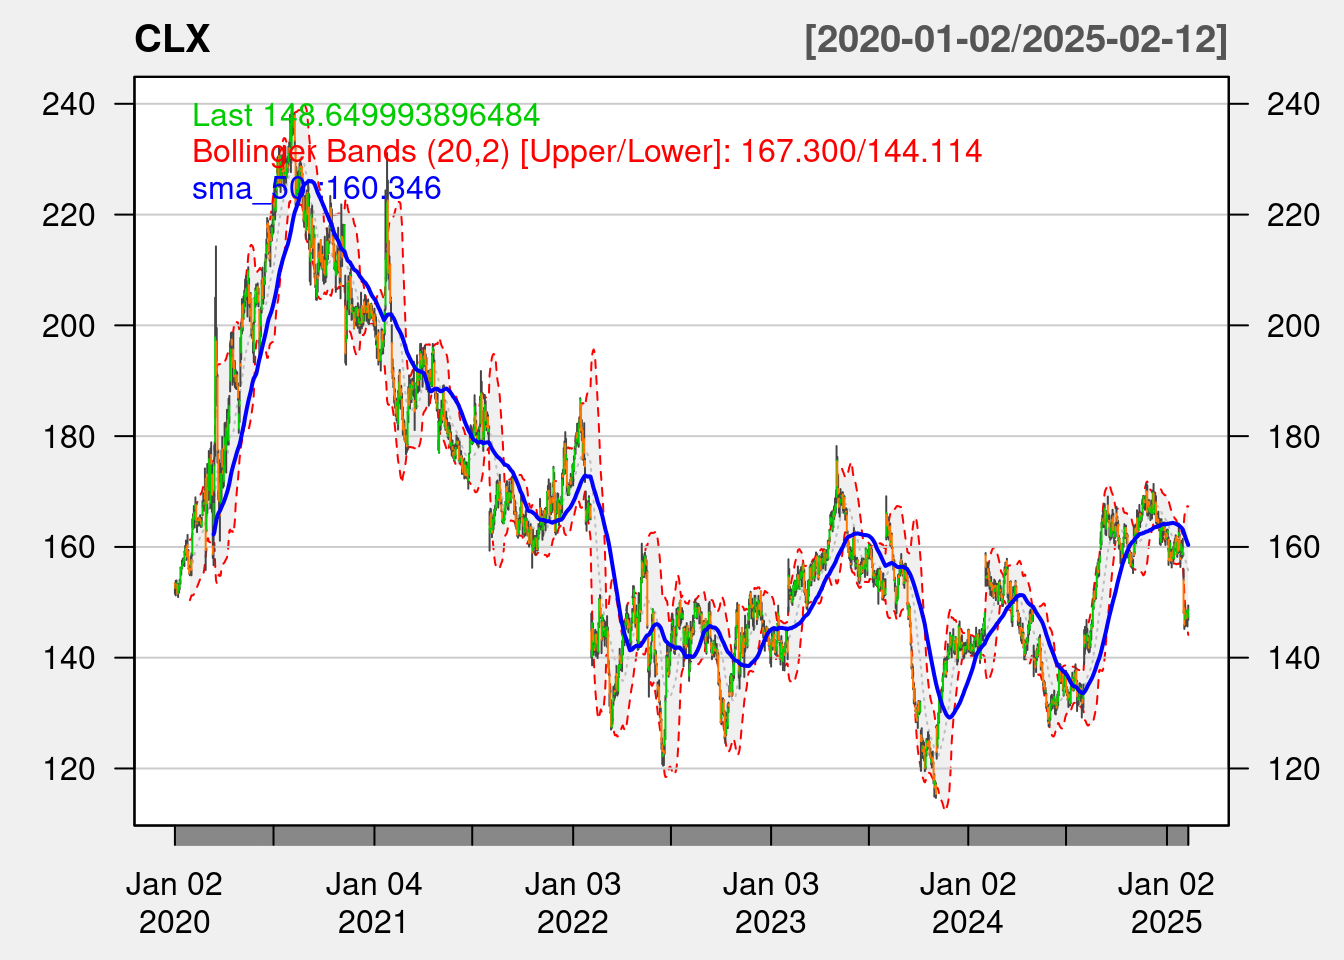 CLX [2020-01-02/2025-02-12]
Last 148.649993896484
Bollinger Bands (20,2) [Upper/Lower]: 167.300/144.114
sma_50 :160.346
240 240
220 220
200 200
180 180
160 160
140 140
120 120
Jan 02 Jan 04 Jan 03 Jan 03 Jan 02 Jan 02
2020 2021 2022 2023 2024 2025